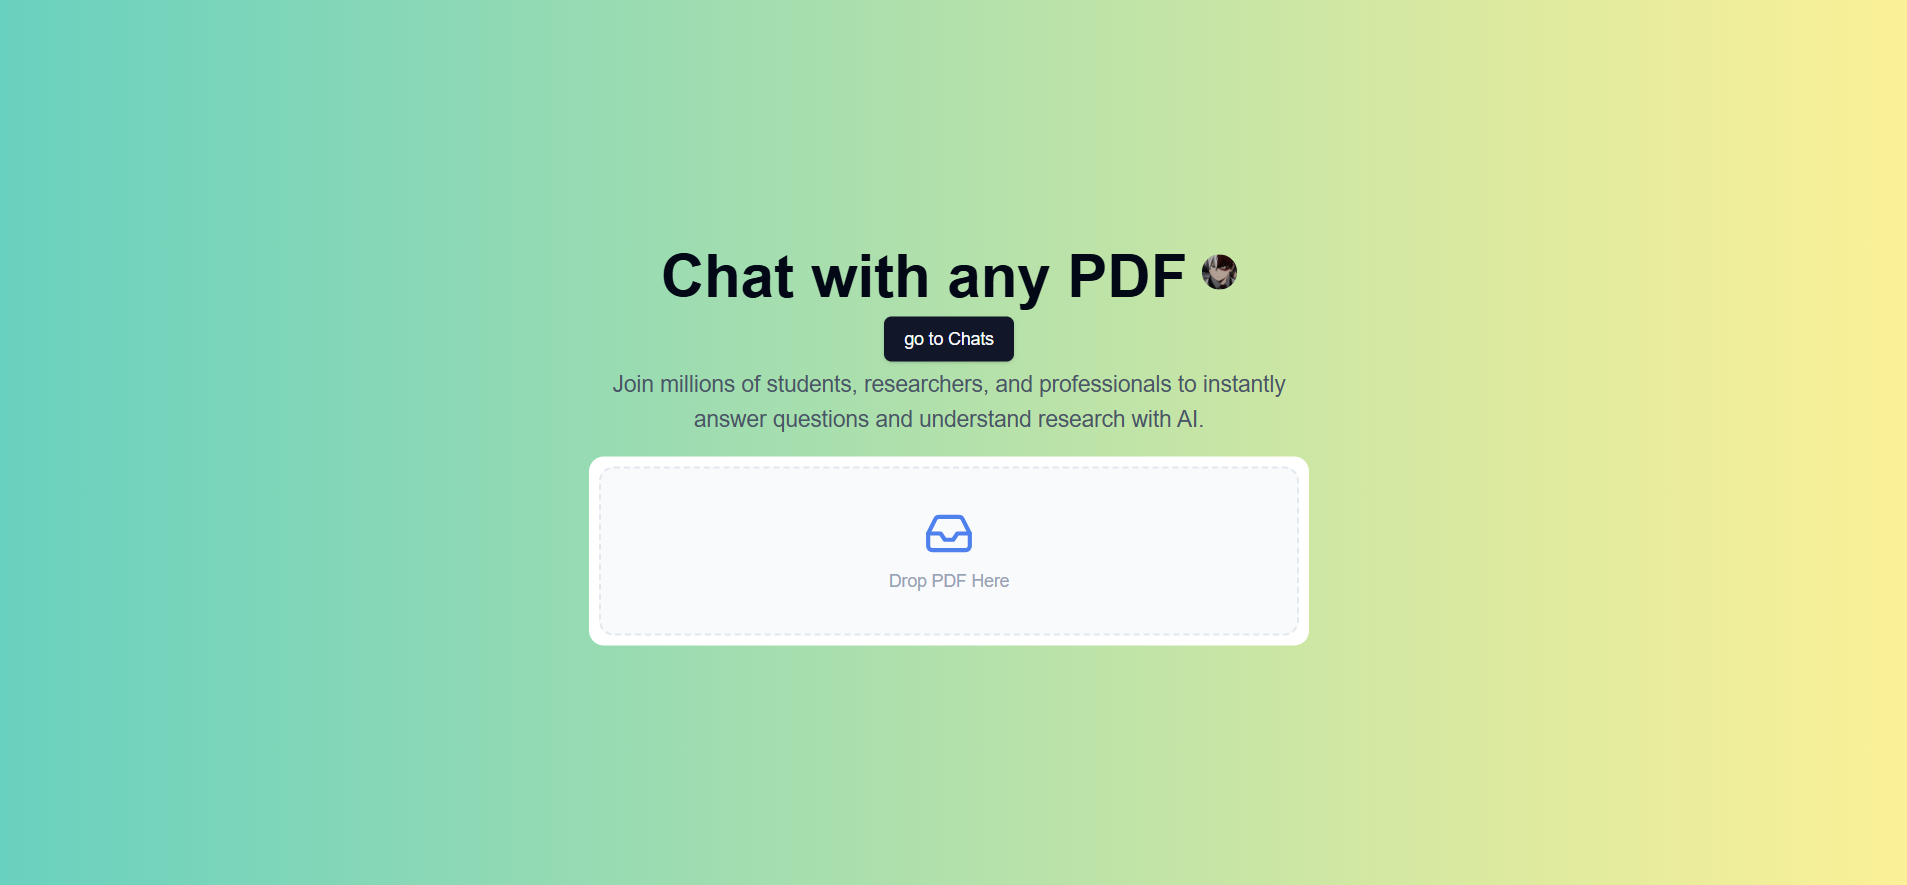 Chat with any PDF
go to Chats
Join millions of students, researchers, and professionals to instantly
answer questions and understand research with AI.
Drop PDF Here